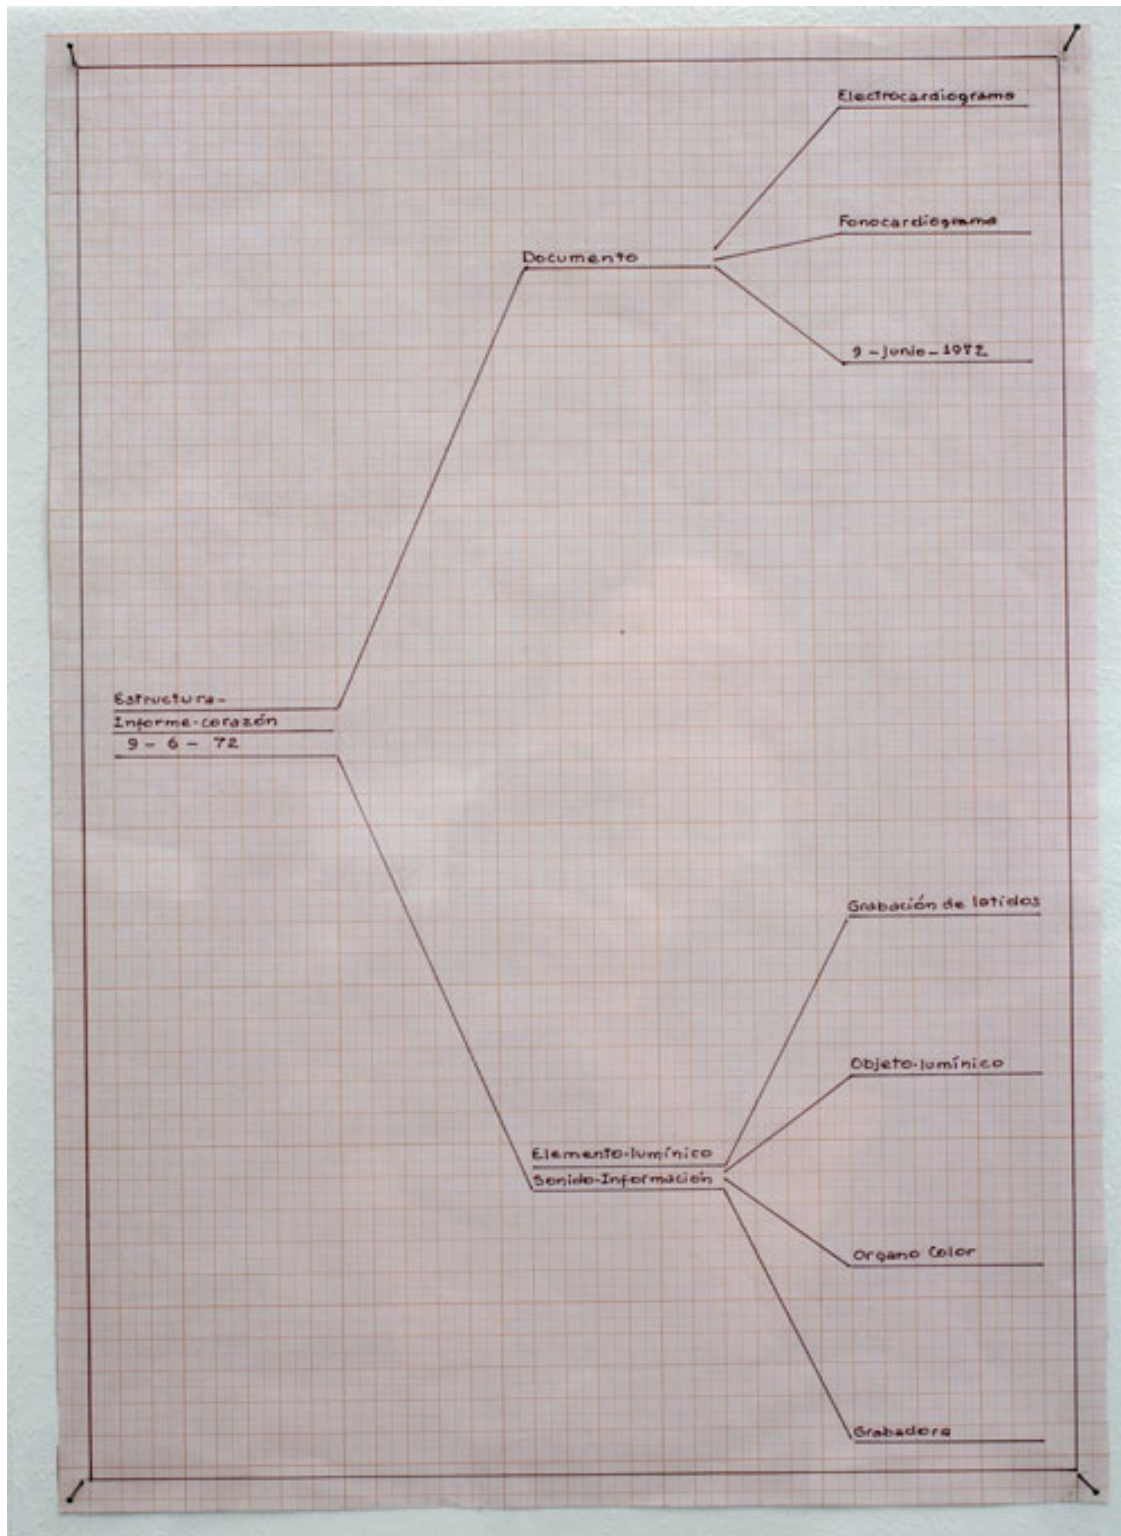 Electrocardiograma
Fonocardiograma
Documento
9-junio-1972
Estructura-
Informe-corazón
9-6-72
Grabación de latidos
Objeto-lumínico
Elemento-lumínico
Sonido-Información
Organo Color
Grabadora